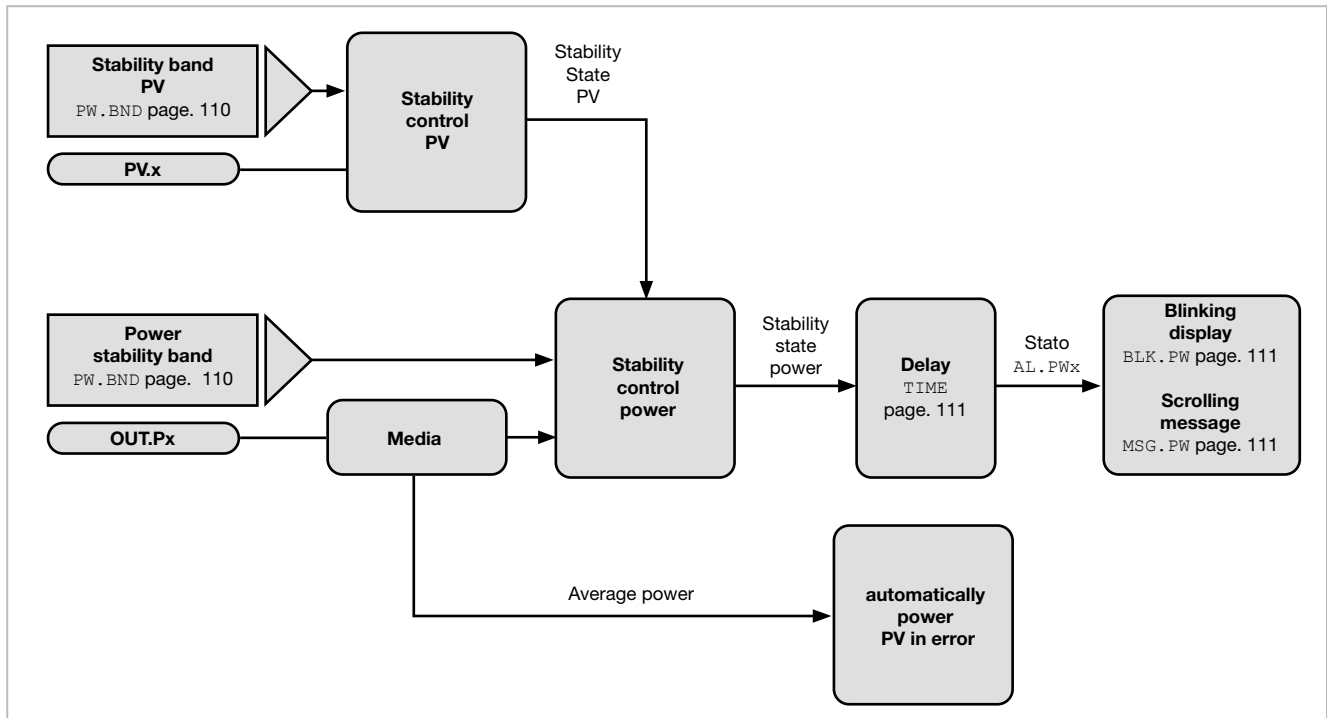 Stability band
PV
PW.BND page. 110
PV.x
Stability
control
PV
Stability
State
PV
Power
stability band
PW.BND page. 110
OUT.Px
Media
Stability
control
power
Stability
state
power
Delay
TIME
page. 111
Stato
AL.PWx
Blinking
display
BLK.PW page. 111
Scrolling
message
MSG.PW page. 111
Average power
automatically
power
PV in error